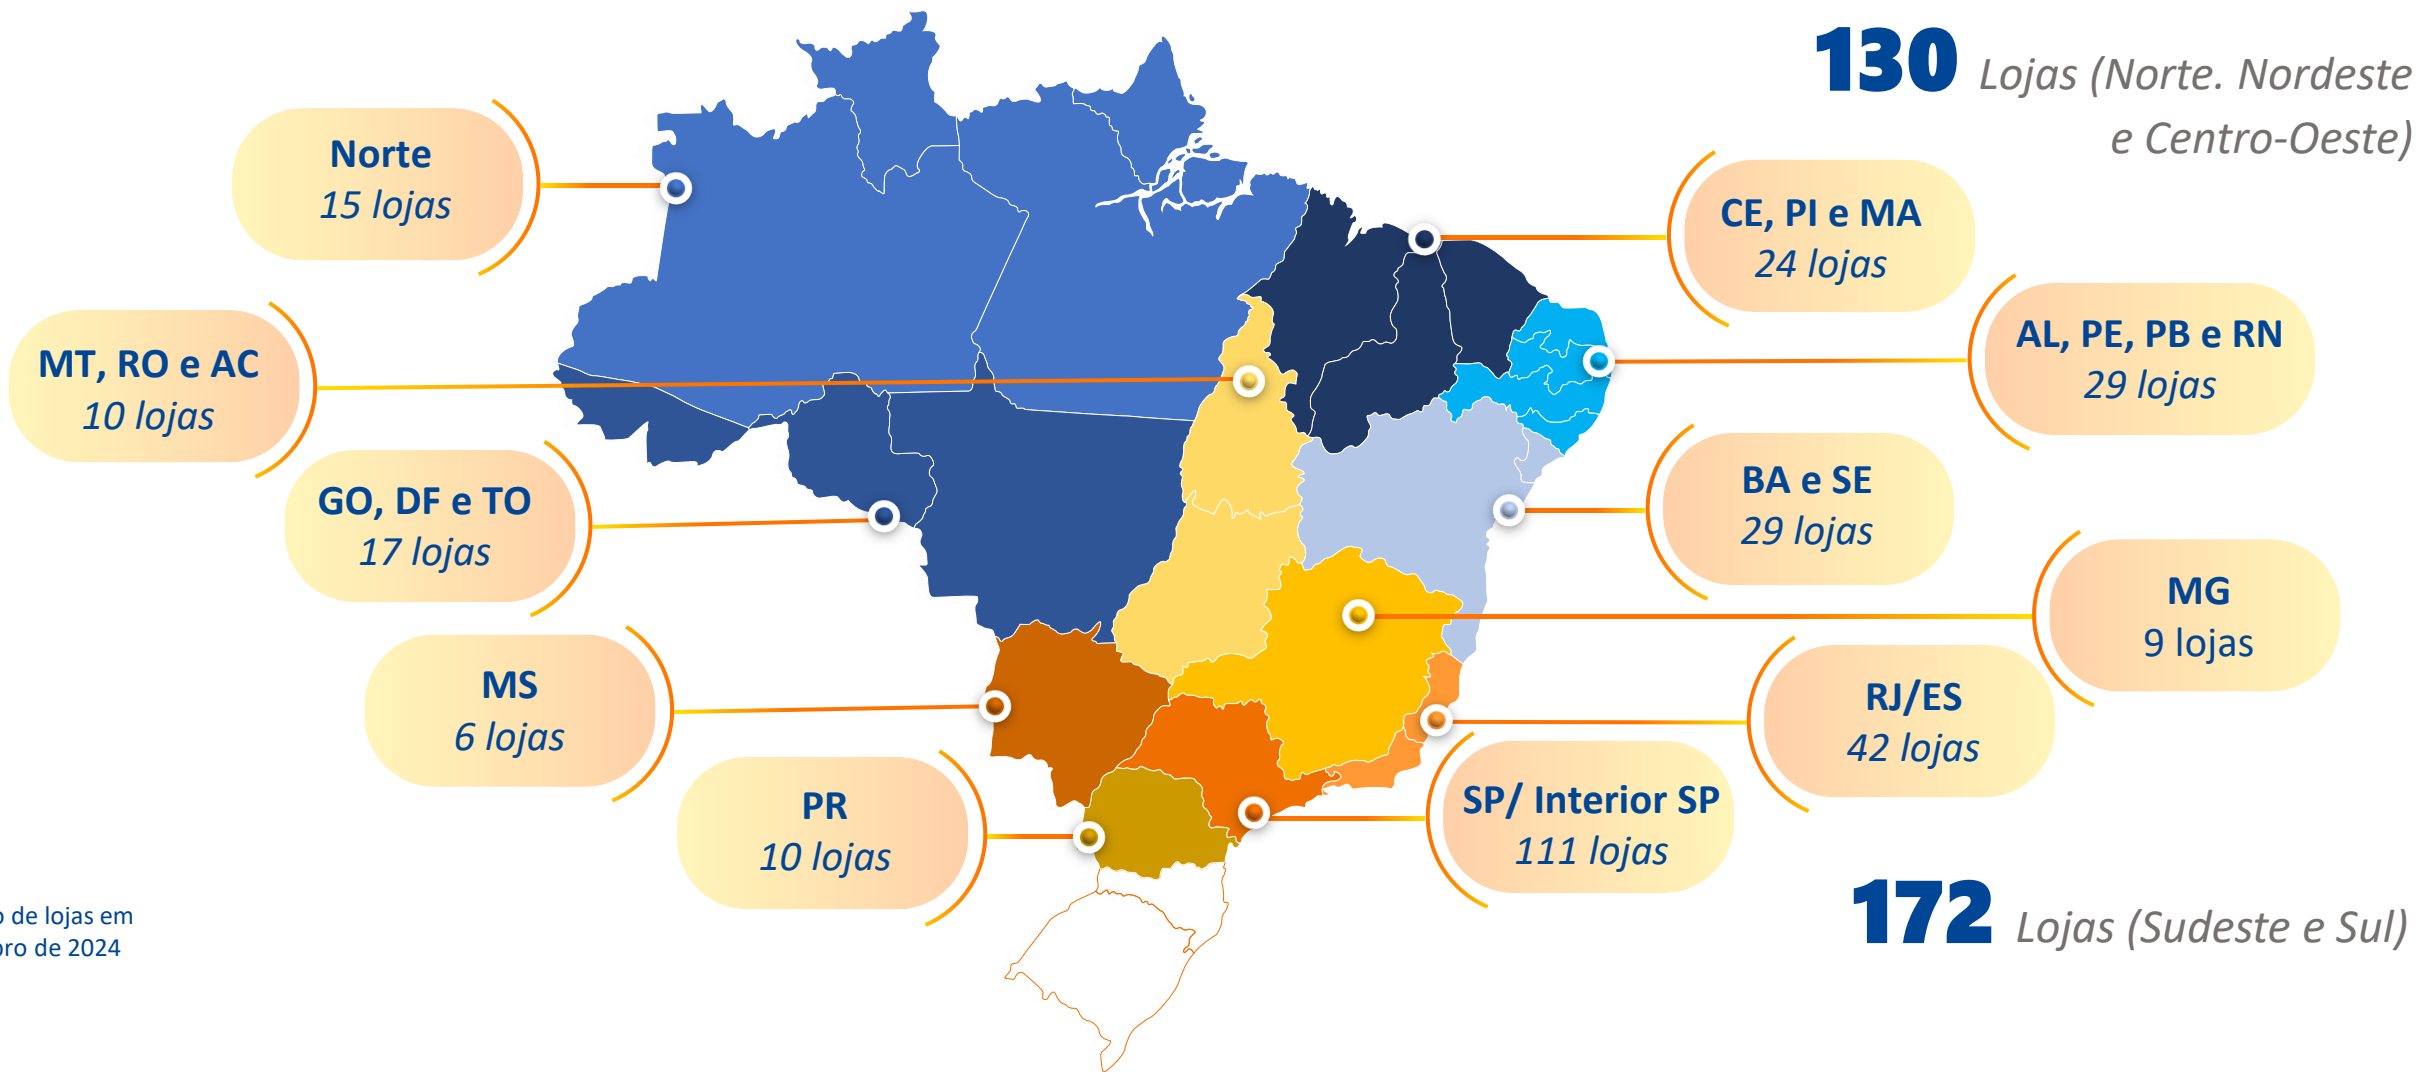 130 Lojas (Norte. Nordeste
e Centro-Oeste)
Norte
15 lojas
CE, PI e MA
24 lojas
MT, RO e AC
10 lojas
AL, PE, PB e RN
29 lojas
GO, DF e TO
17 lojas
BA e SE
29 lojas
MG
9 lojas
MS
6 lojas
RJ/ES
42 lojas
PR
10 lojas
SP/ Interior SP
111 lojas
172 Lojas (Sudeste e Sul)
de lojas em
de 2024